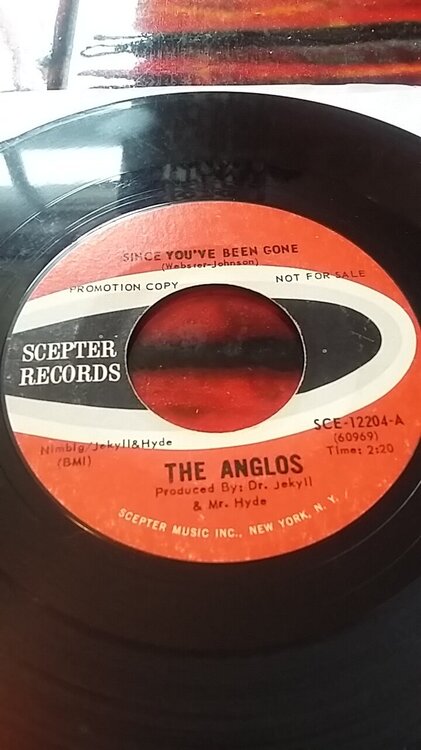 SINCE YOU'VE BEEN GONE
(Webster-Johnson)
PROMOTION COPY
NOT FOR SALE
SCEPTER
RECORDS
SCE-12204-A
(60969)
Time: 2:20
Nimbig/Jekyll&Hyde
(BMI)
THE ANGLOS
Produced By: Dr. Jekyll
& Mr. Hyde
SCEPTER MUSIC INC., NEW YORK, N. Y.